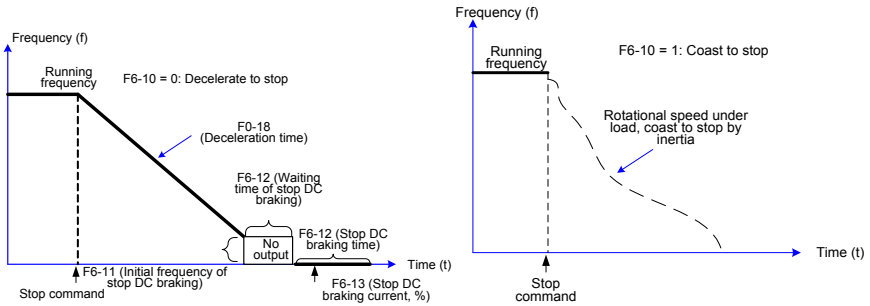 Frequency (f)
Running
frequency
F6-10 = 0: Decelerate to stop
F0-18
(Deceleration time)
F6-12 (Waiting
time of stop DC
braking)
No
output
F6-12 (Stop DC
braking time)
Time (t)
F6-11 (Initial frequency of
stop DC braking)
Stop command
F6-13 (Stop DC
braking current, %)
Frequency (f)
Running
frequency
F6-10 = 1: Coast to stop
Rotational speed under
load, coast to stop by
inertia
Time (t)
Stop
command